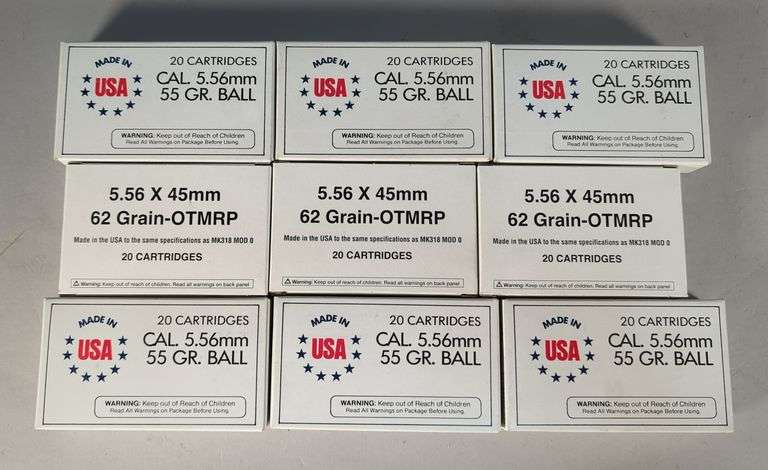 MADE IN
USA
20 CARTRIDGES
CAL. 5.56mm
55 GR. BALL
WARNING: Keep out of Reach of Children
Read All Warnings on Package Before Using.
MADE IN
USA
20 CARTRIDGES
CAL. 5.56mm
55 GR. BALL
WARNING: Keep out of Reach of Children
Read All Warnings on Package Before Using.
MADE IN
USA
20 CARTRIDGES
CAL. 5.56mm
55 GR. BALL
WARNING: Keep out of Reach of Children
Read All Warnings on Package Before Using.
5.56 X 45mm
62 Grain-OTMRP
Made in the USA to the same specifications as MK318 MOD 0
20 CARTRIDGES
Warning: Keep out of reach of children. Read all warnings on back panel
5.56 X 45mm
62 Grain-OTMRP
Made in the USA to the same specifications as MK318 MOD 0
20 CARTRIDGES
Warning: Keep out of reach of children. Read all warnings on back panel
5.56 X 45mm
62 Grain-OTMRP
Made in the USA to the same specifications as MK318 MOD 0
20 CARTRIDGES
Warning: Keep out of reach of children. Read all warnings on back panel
MADE IN
USA
20 CARTRIDGES
CAL. 5.56mm
55 GR. BALL
WARNING: Keep out of Reach of Children
Read All Warnings on Package Before Using.
MADE IN
USA
20 CARTRIDGES
CAL. 5.56mm
55 GR. BALL
WARNING: Keep out of Reach of Children
Read All Warnings on Package Before Using.
MADE IN
USA
20 CARTRIDGES
CAL. 5.56mm
55 GR. BALL
WARNING: Keep out of Reach of Children
Read All Warnings on Package Before Using.